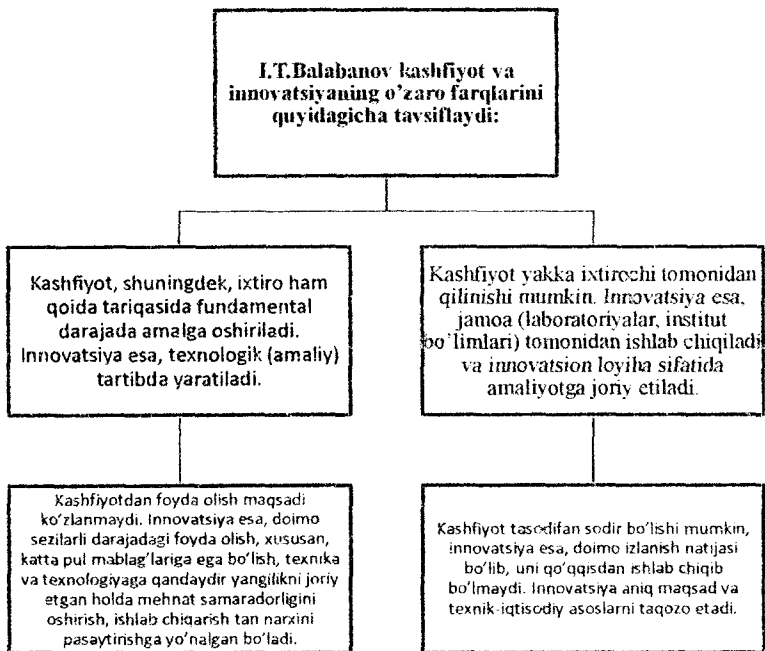 I.T.Balabanov kashfiyot va
innovatsiyaning o'zaro farqlarini
quyidagicha tavsiflaydi:
Kashfiyot, shuningdek, ixtiro ham
qoida tariqasida fundamental
darajada amalga oshiriladi.
Innovatsiya esa, texnologik (amaliy)
tartibda yaratiladi.
Kashfiyot yakka ixtirochi tomonidan
qilinishi mumkin. Innovatsiya esa,
jamoa (laboratoriyalar, institut
bo'limlari) tomonidan ishlab chiqiladi
va innovatsion loyiha sifatida
amaliyotga joriy etiladi.
Kashfiyotdan foyda olish maqsadi
ko'zlanmaydi. Innovatsiya esa, doimo
sezilarli darajadagi foyda olish, xususan,
katta pul mablag'lariga ega bo'lish, texnika
va texnologiyaga qandaydir yangilikni joriy
etgan holda mehnat samaradorligini
oshirish, ishlab chiqarish tan narxini
pasaytirishga yo'nalgan bo'ladi.
Kashfiyot tasodifan sodir bo'lishi mumkin,
innovatsiya esa, doimo izlanish natijasi
bo'lib, uni qo'qqisdan ishlab chiqib
bo'lmaydi. Innovatsiya aniq maqsad va
texnik-iqtisodiy asoslarni taqozo etadi.